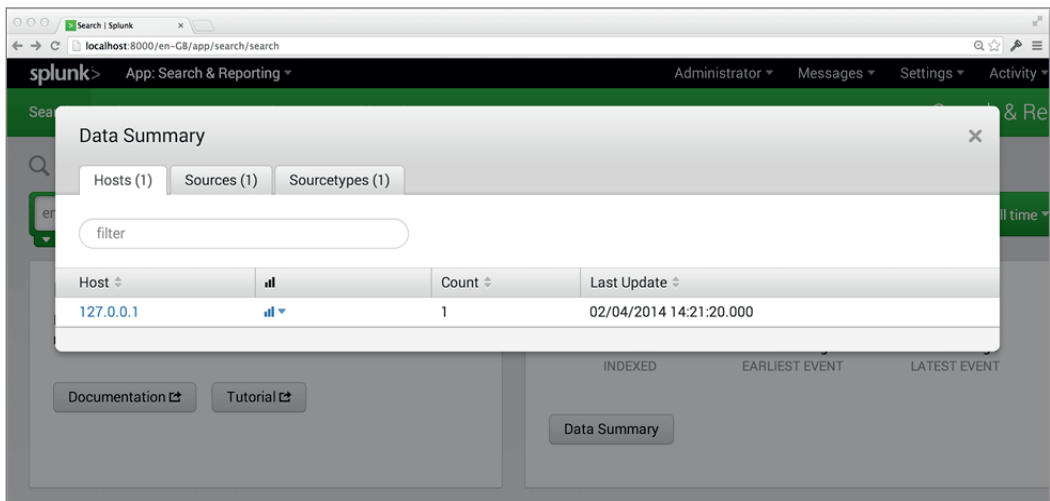 Search | Splunk
localhost:8000/en-GB/app/search/search
splunk> App: Search & Reporting Administrator Messages Settings Activity
Sea & Re
Data Summary
Hosts (1) Sources (1) Sourcetypes (1)
en ll time
filter
Host Count Last Update
127.0.0.1 1 02/04/2014 14:21:20.000
INDEXED EARLIEST EVENT LATEST EVENT
Documentation Tutorial
Data Summary